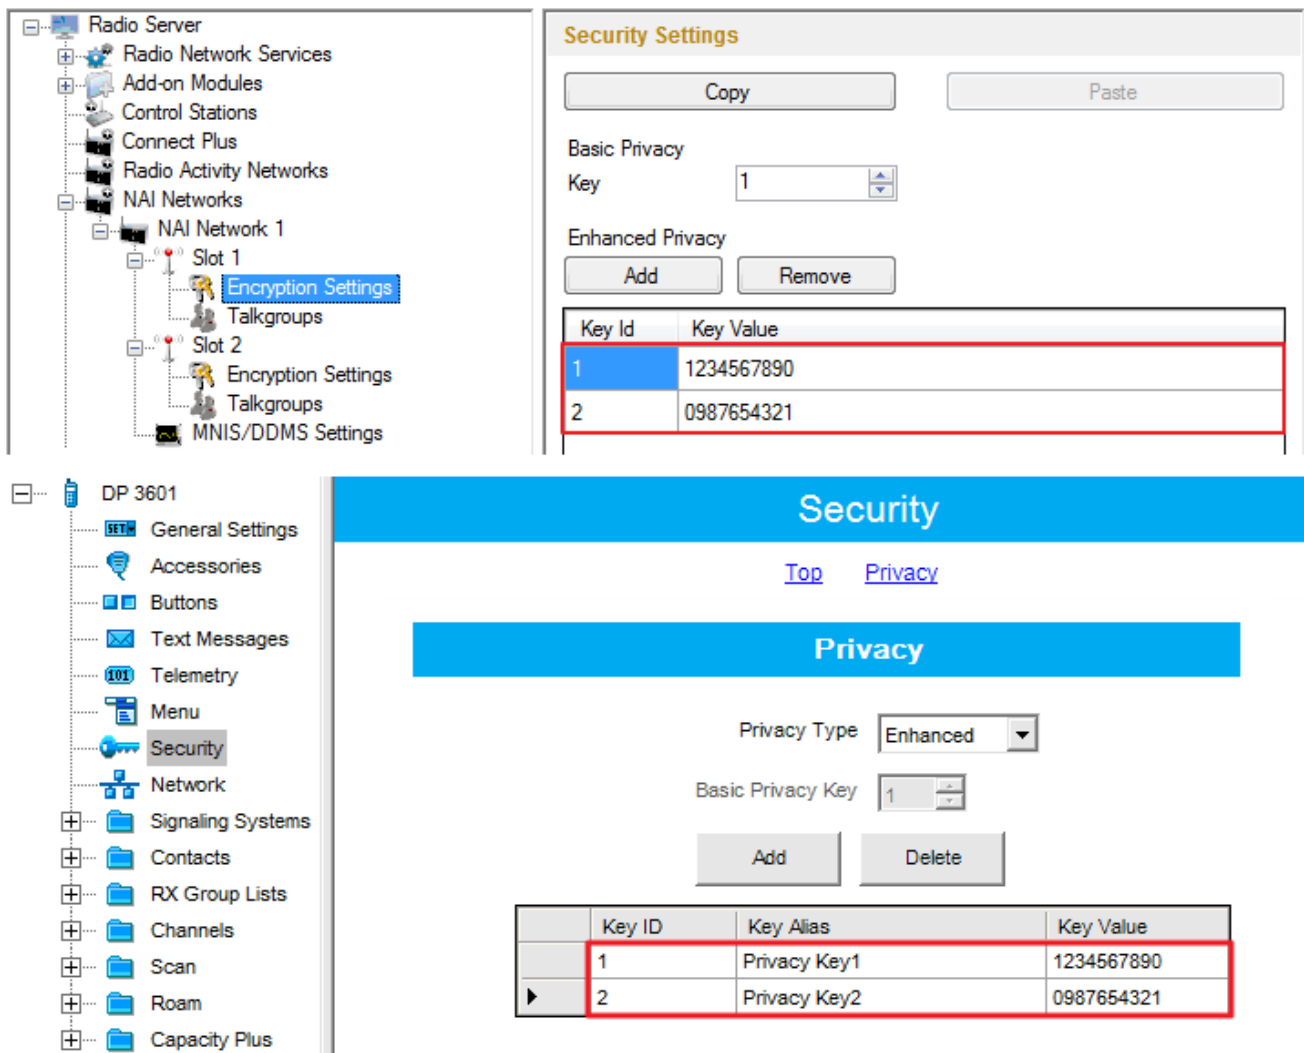 Radio Server
Radio Network Services
Add-on Modules
Control Stations
Connect Plus
Radio Activity Networks
NAI Networks
NAI Network 1
Slot 1
Encryption Settings
Talkgroups
Slot 2
Encryption Settings
Talkgroups
MNIS/DDMS Settings
Security Settings
Copy Paste
Basic Privacy
Key 1
Enhanced Privacy
Add Remove
Key Id Key Value
1 1234567890
2 0987654321
DP 3601
SET General Settings
Accessories
Buttons
Text Messages
101 Telemetry
Menu
Security
Network
Signaling Systems
Contacts
RX Group Lists
Channels
Scan
Roam
Capacity Plus
Security
Top Privacy
Privacy
Privacy Type Enhanced
Basic Privacy Key 1
Add Delete
Key ID Key Alias Key Value
1 Privacy Key1 1234567890
2 Privacy Key2 0987654321